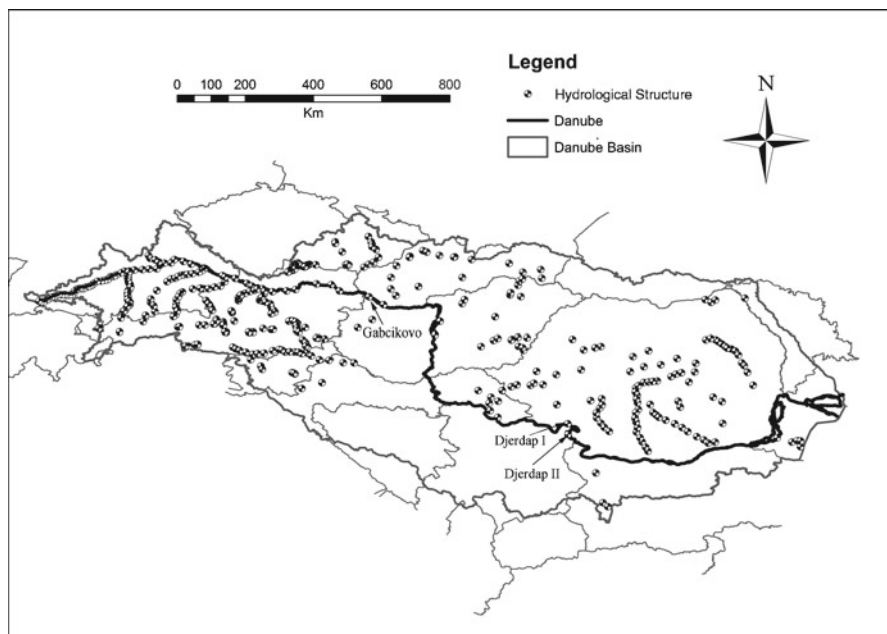 Legend
0 100 200 400 600 800
Km
N
Hydrological Structure
Danube
Danube Basin
Gabcikovo
Djerdap I
Djerdap II